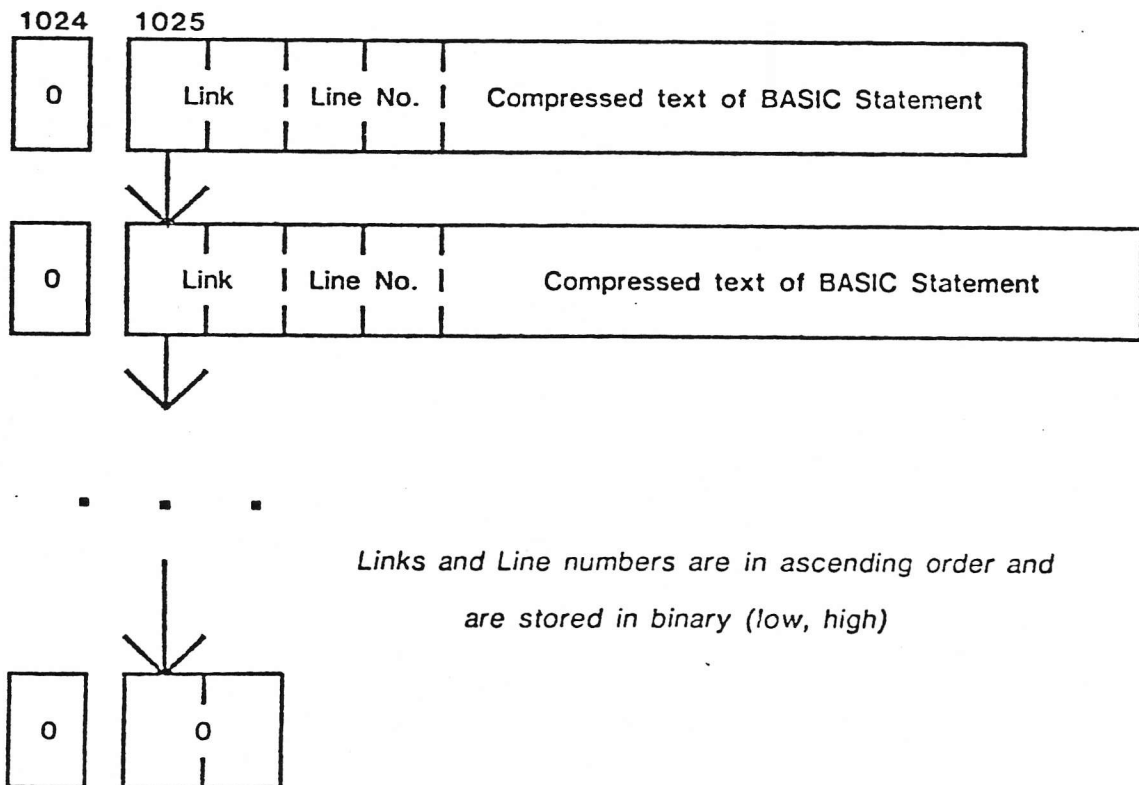 1024 1025
0 Link Line No. Compressed text of BASIC Statement
0 Link Line No. Compressed text of BASIC Statement
. . .
Links and Line numbers are in ascending order and
are stored in binary (low, high)
0 0